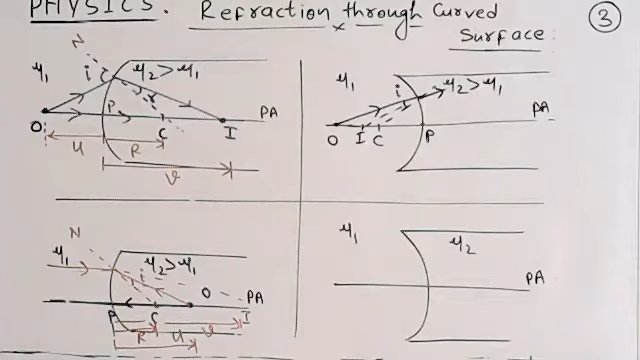 PHYSICS. Refraction through Curved
Surface:
3
N
μ1 i μ2 > μ1
r
O P C I PA
u R
v
μ1 i μ2 > μ1
PA
O I C P
N
μ1 i μ2 > μ1
O PA
P C I
R u v
μ1 μ2
PA